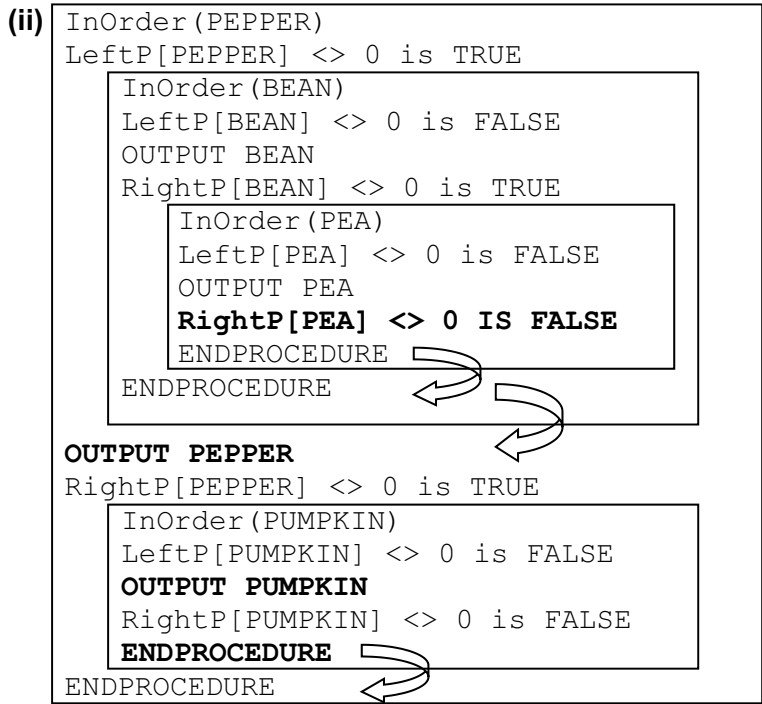 (ii) InOrder(PEPPER)
LeftP[PEPPER] <> 0 is TRUE
InOrder(BEAN)
LeftP[BEAN] <> 0 is FALSE
OUTPUT BEAN
RightP[BEAN] <> 0 is TRUE
InOrder(PEA)
LeftP[PEA] <> 0 is FALSE
OUTPUT PEA
RightP[PEA] <> 0 IS FALSE
ENDPROCEDURE
ENDPROCEDURE
OUTPUT PEPPER
RightP[PEPPER] <> 0 is TRUE
InOrder(PUMPKIN)
LeftP[PUMPKIN] <> 0 is FALSE
OUTPUT PUMPKIN
RightP[PUMPKIN] <> 0 is FALSE
ENDPROCEDURE
ENDPROCEDURE